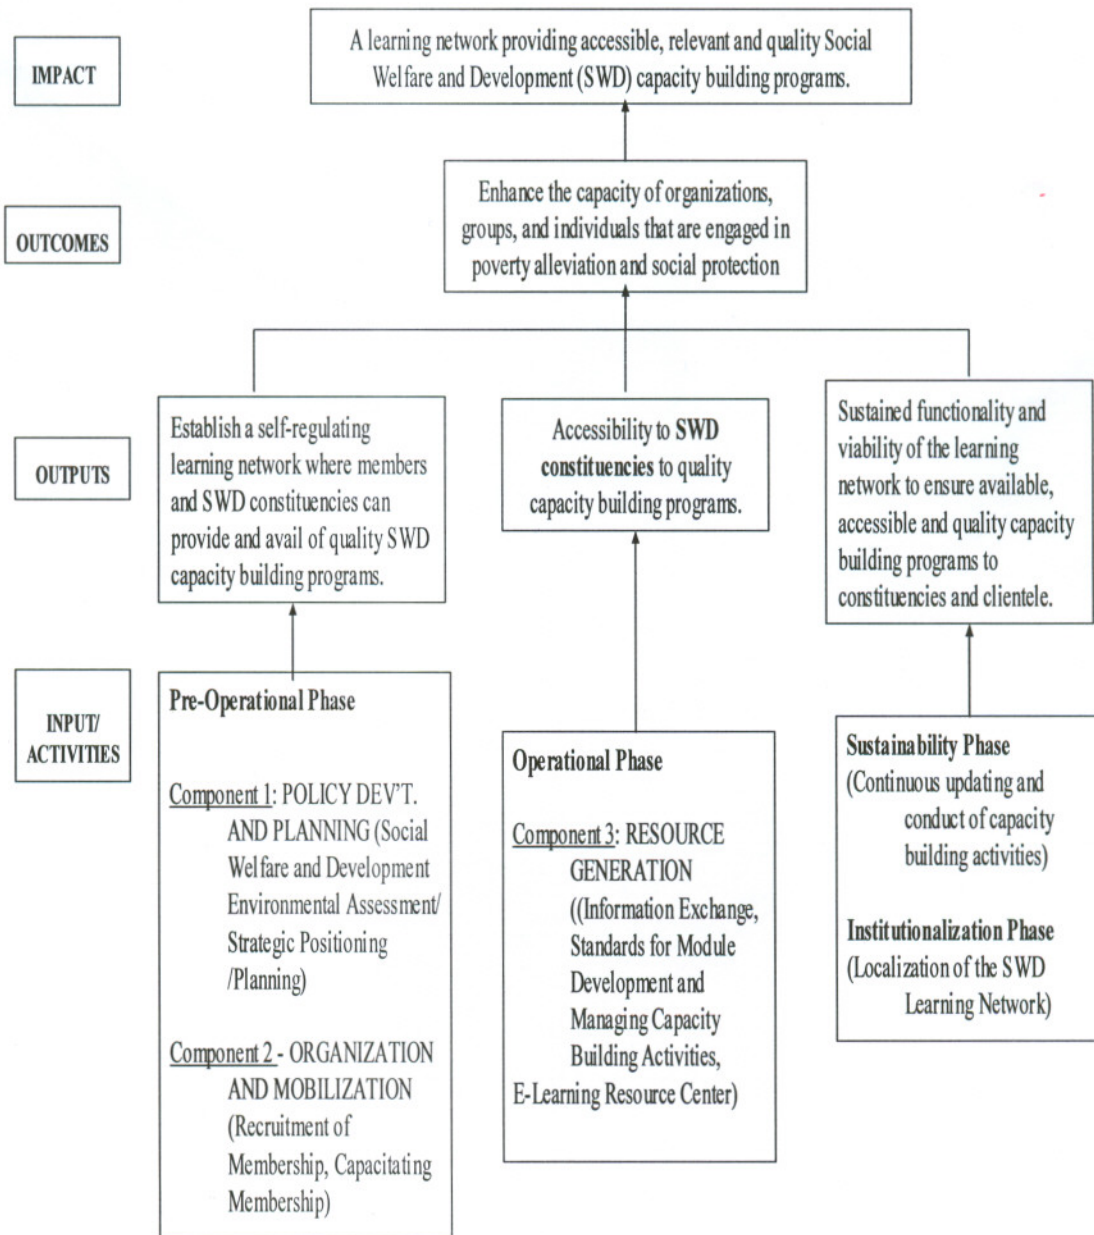 IMPACT
A learning network providing accessible, relevant and quality Social
Welfare and Development (SWD) capacity building programs.
OUTCOMES
Enhance the capacity of organizations,
groups, and individuals that are engaged in
poverty alleviation and social protection
OUTPUTS
Establish a self-regulating
learning network where members
and SWD constituencies can
provide and avail of quality SWD
capacity building programs.
Accessibility to SWD
constituencies to quality
capacity building programs.
Sustained functionality and
viability of the learning
network to ensure available,
accessible and quality capacity
building programs to
constituencies and clientele.
INPUT/
ACTIVITIES
Pre-Operational Phase
Component 1: POLICY DEV'T.
AND PLANNING (Social
Welfare and Development
Environmental Assessment/
Strategic Positioning
/Planning)
Component 2 - ORGANIZATION
AND MOBILIZATION
(Recruitment of
Membership, Capacitating
Membership)
Operational Phase
Component 3: RESOURCE
GENERATION
((Information Exchange,
Standards for Module
Development and
Managing Capacity
Building Activities,
E-Learning Resource Center)
Sustainability Phase
(Continuous updating and
conduct of capacity
building activities)
Institutionalization Phase
(Localization of the SWD
Learning Network)